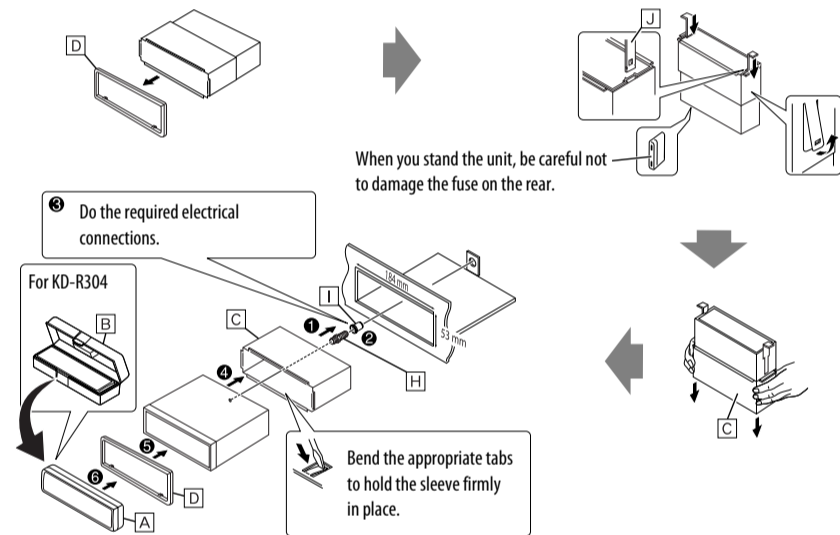 D
J
When you stand the unit, be careful not
to damage the fuse on the rear.
❸ Do the required electrical
connections.
For KD-R304
B
184 mm
53 mm
I
C
❶
❷
H
❹
C
Bend the appropriate tabs
to hold the sleeve firmly
in place.
❺
D
❻
A